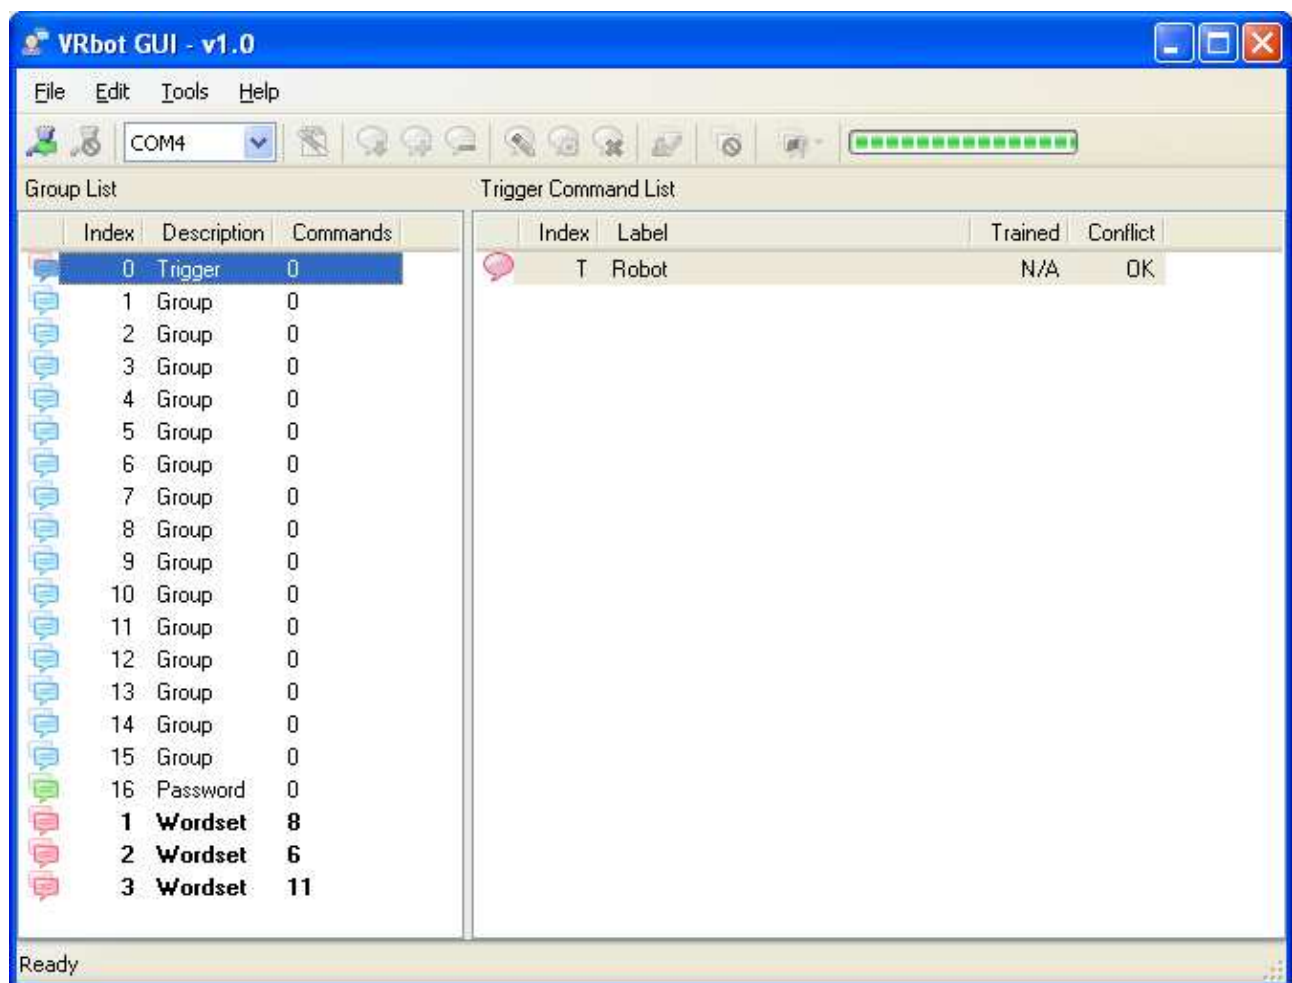 VRbot GUI - v1.0
File Edit Tools Help
COM4
Group List Trigger Command List
Index Description Commands Index Label Trained Conflict
0 Trigger 0 T Robot N/A OK
1 Group 0
2 Group 0
3 Group 0
4 Group 0
5 Group 0
6 Group 0
7 Group 0
8 Group 0
9 Group 0
10 Group 0
11 Group 0
12 Group 0
13 Group 0
14 Group 0
15 Group 0
16 Password 0
1 Wordset 8
2 Wordset 6
3 Wordset 11
Ready